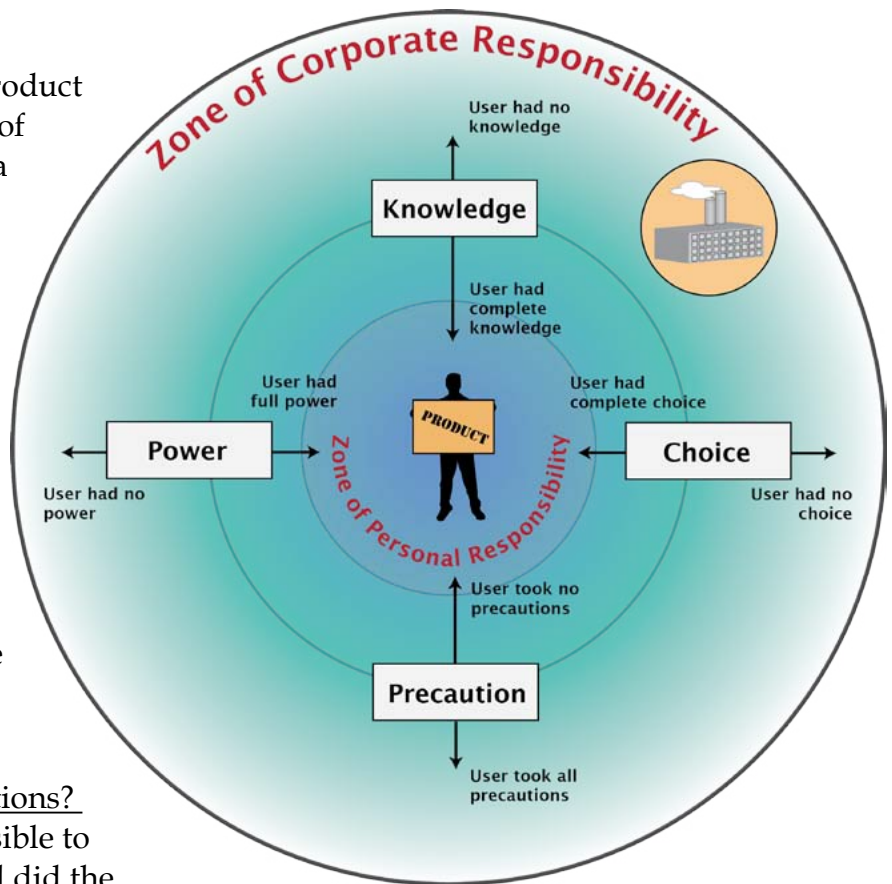 roduct
of
a
e
tions?
sible to
l did the
Zone of Corporate Responsibility
User had no
knowledge
Knowledge
User had
complete
knowledge
User had
full power
User had
complete choice
PRODUCT
Power
Choice
User had no
power
User had no
choice
Zone of Personal Responsibility
User took no
precautions
Precaution
User took all
precautions